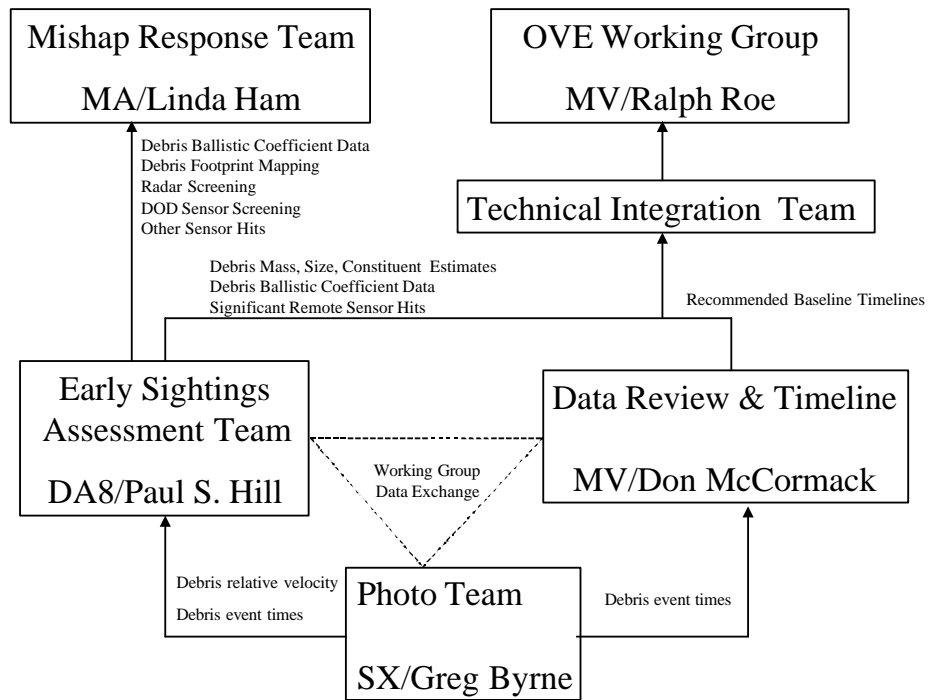 Mishap Response Team
MA/Linda Ham
OVE Working Group
MV/Ralph Roe
Debris Ballistic Coefficient Data
Debris Footprint Mapping
Radar Screening
DOD Sensor Screening
Other Sensor Hits
Technical Integration Team
Debris Mass, Size, Constituent Estimates
Debris Ballistic Coefficient Data
Significant Remote Sensor Hits
Recommended Baseline Timelines
Early Sightings
Assessment Team
DA8/Paul S. Hill
Data Review & Timeline
MV/Don McCormack
Working Group
Data Exchange
Debris relative velocity
Debris event times
Photo Team
SX/Greg Byrne
Debris event times